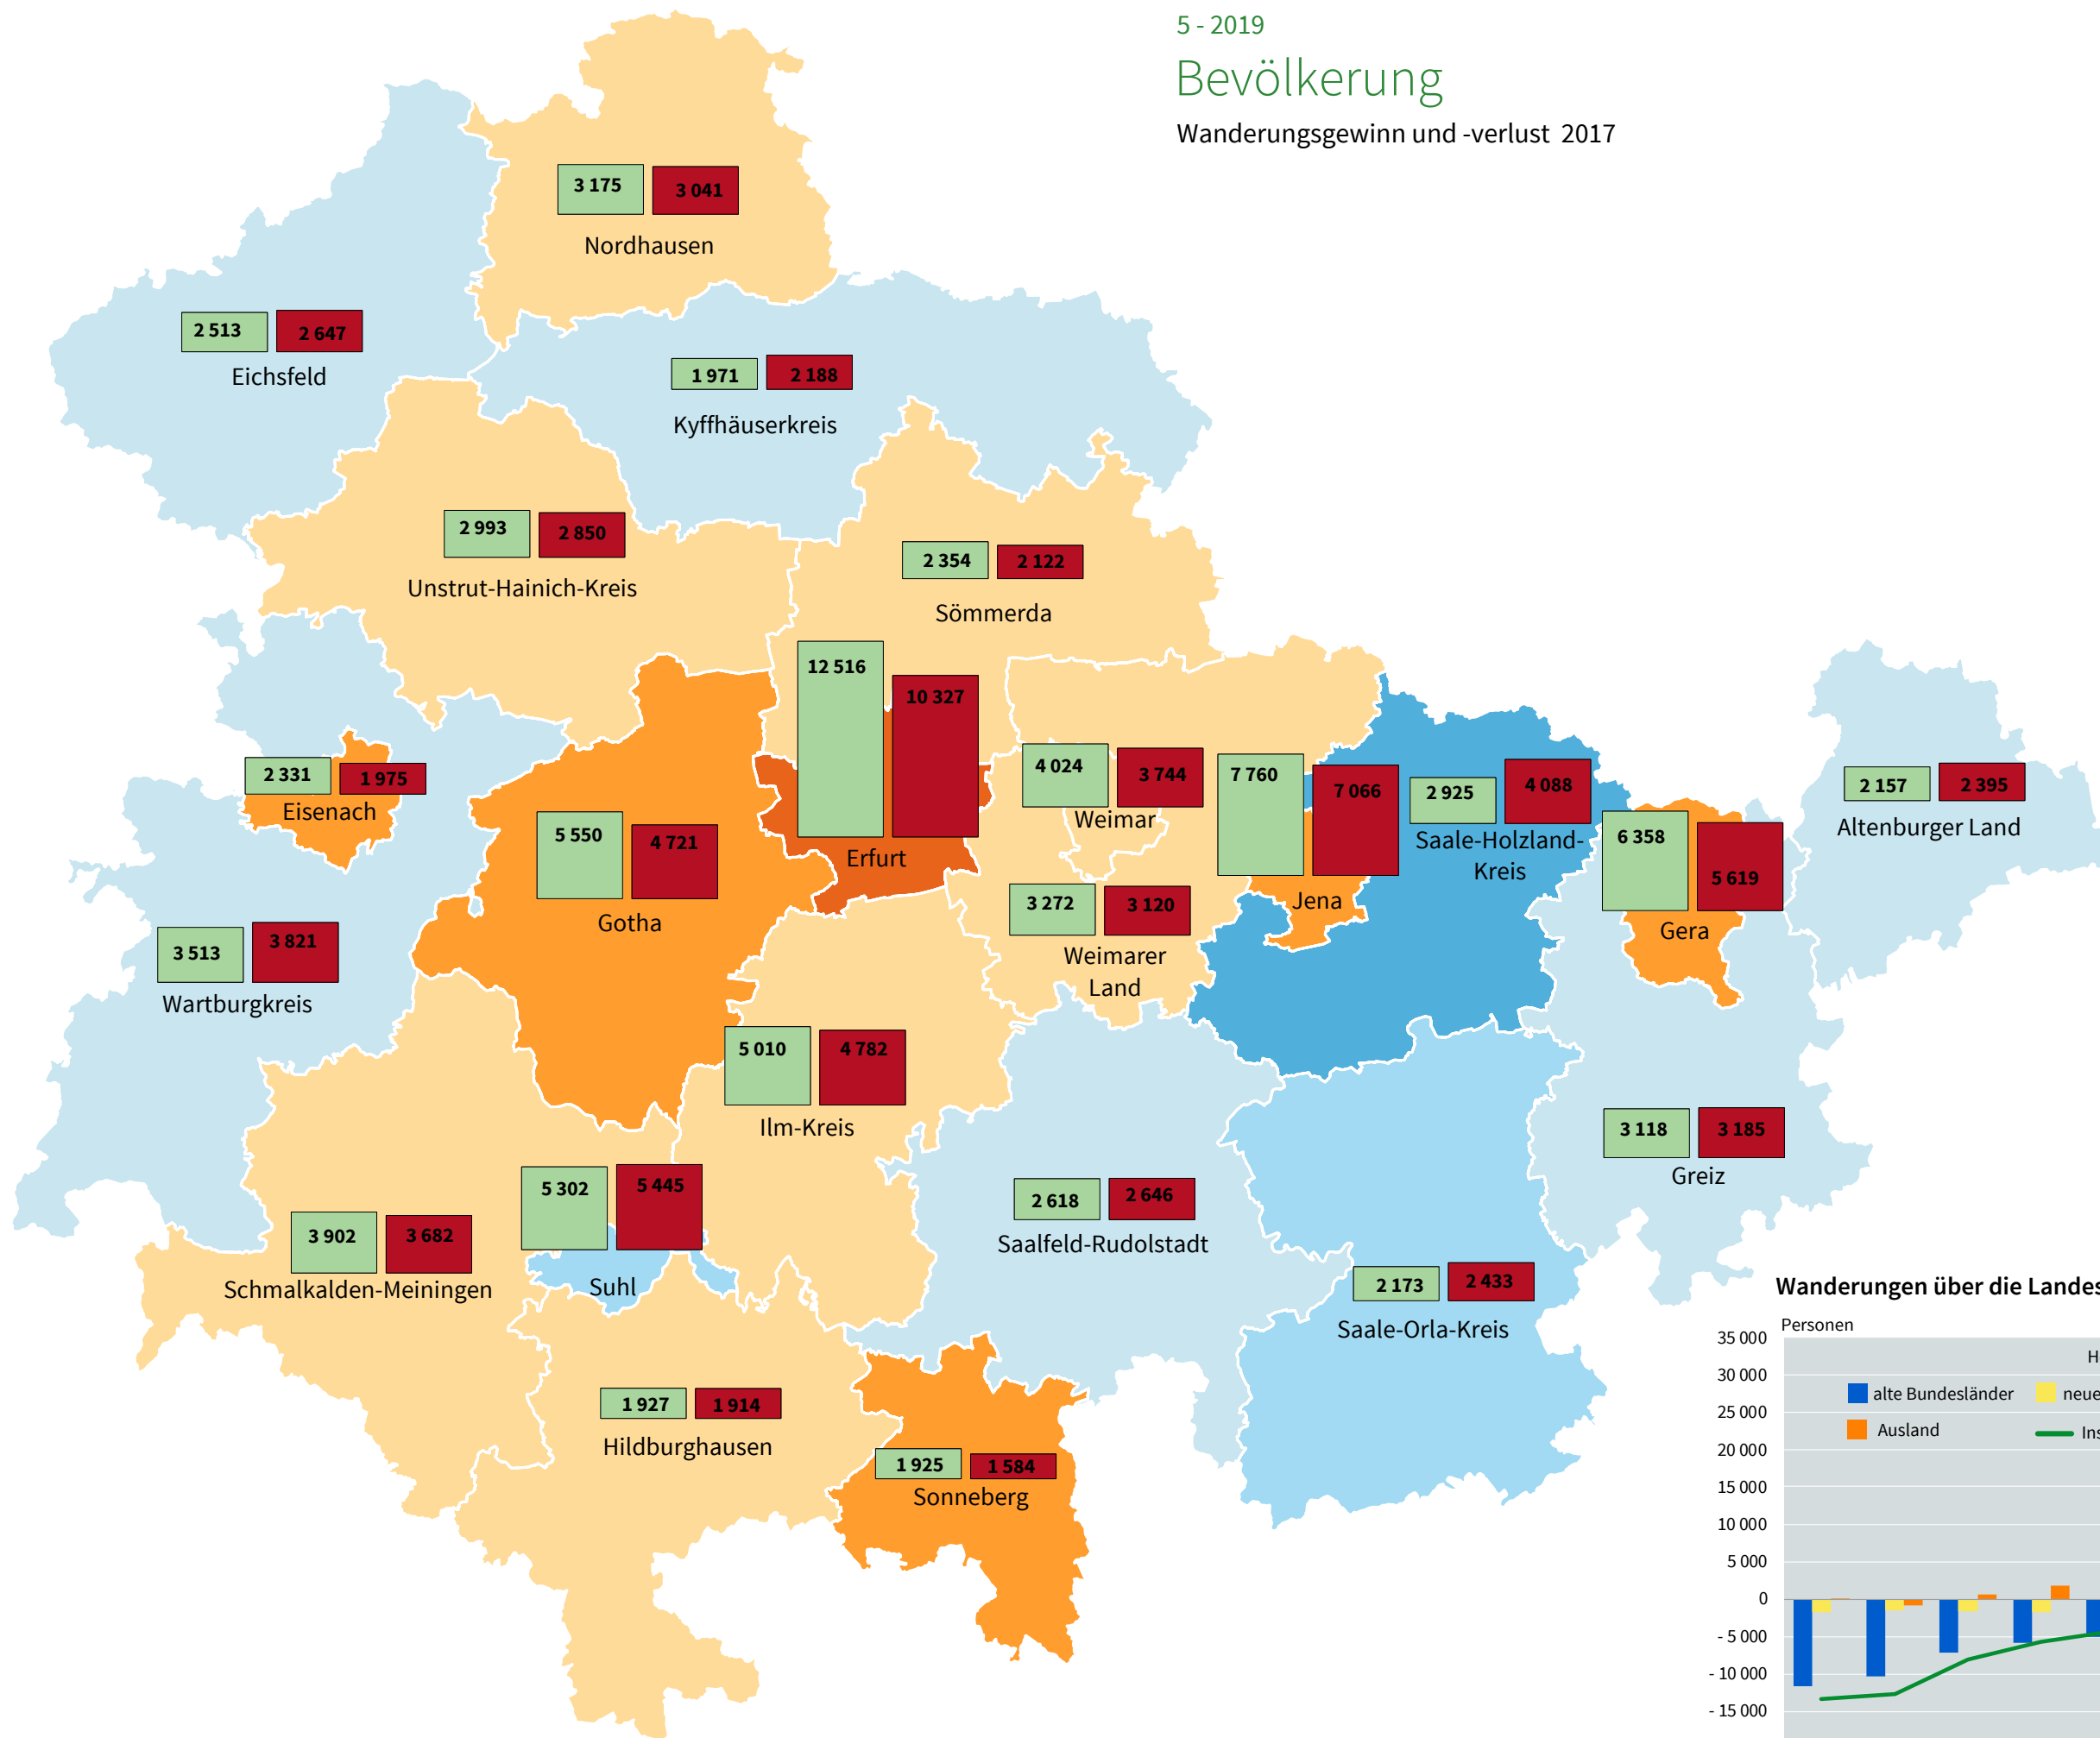 5 - 2019
Bevölkerung
Wanderungsgewinn und -verlust 2017
3 175
3 041
Nordhausen
2 513
2 647
Eichsfeld
1 971
2 188
Kyffhäuserkreis
2 993
2 850
Unstrut-Hainich-Kreis
2 354
2 122
Sömmerda
12 516
10 327
Erfurt
4 024
3 744
Weimar
7 760
7 066
Jena
2 925
4 088
Saale-Holzland-
Kreis
6 358
5 619
Gera
2 157
2 395
Altenburger Land
2 331
1 975
Eisenach
5 550
4 721
Gotha
3 272
3 120
Weimarer
Land
3 513
3 821
Wartburgkreis
5 010
4 782
Ilm-Kreis
3 118
3 185
Greiz
5 302
5 445
Suhl
3 902
3 682
Schmalkalden-Meiningen
2 618
2 646
Saalfeld-Rudolstadt
2 173
2 433
Saale-Orla-Kreis
1 927
1 914
Hildburghausen
1 925
1 584
Sonneberg
Wanderungen über die Landes
Personen
H
alte Bundesländer
neue
Ausland
Ins
35 000
30 000
25 000
20 000
15 000
10 000
5 000
0
- 5 000
- 10 000
- 15 000